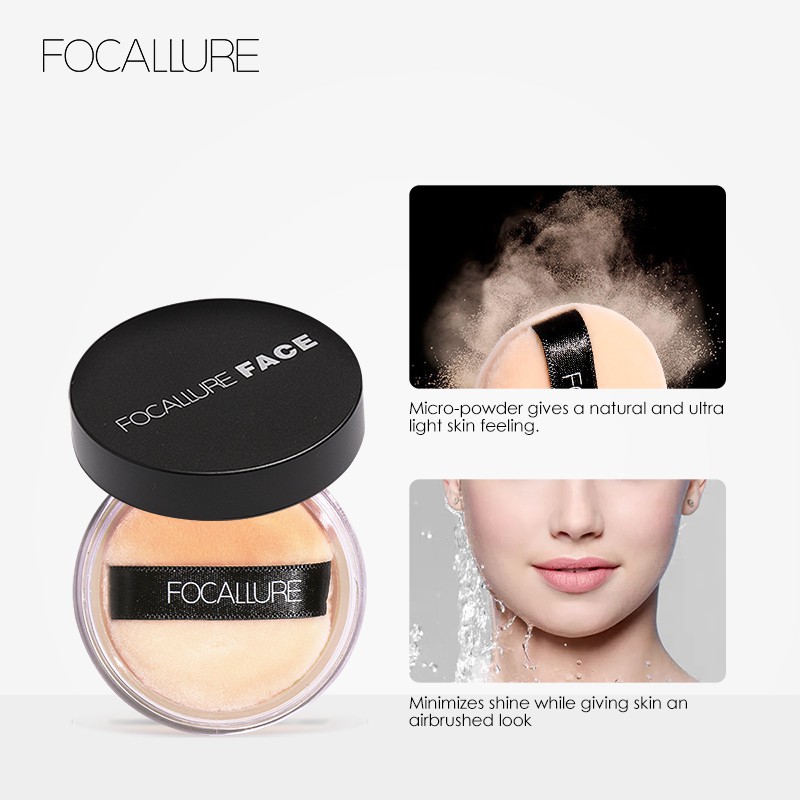 FOCALLURE
FOCALLURE FACE
FOCALLURE
Micro-powder gives a natural and ultra
light skin feeling.
Minimizes shine while giving skin an
airbrushed look